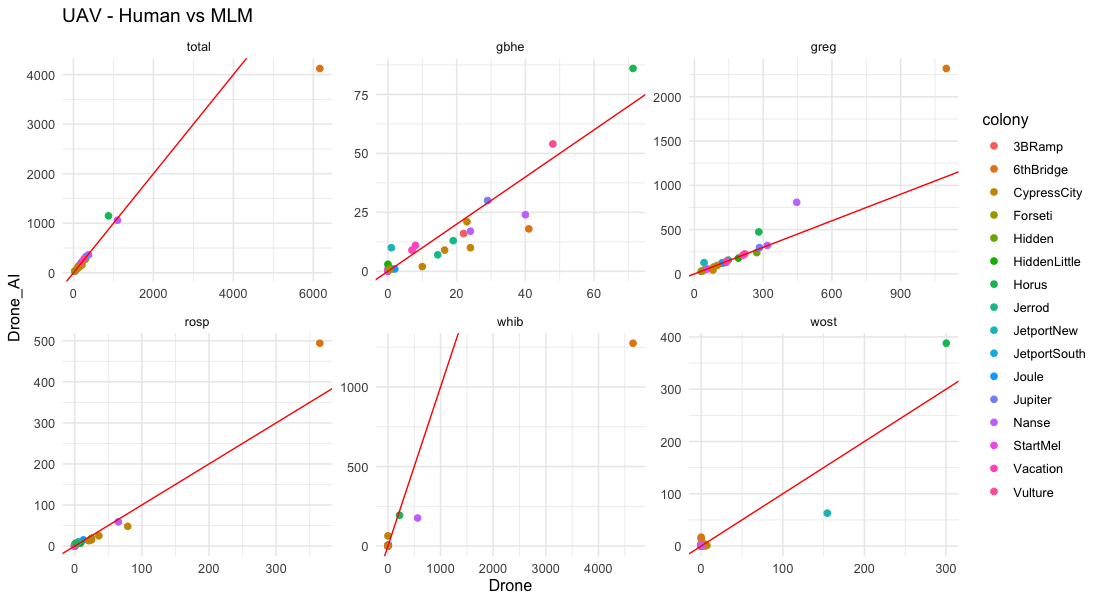 UAV - Human vs MLM
total
gbhe
greg
4000
3000
2000
1000
0
0
2000
4000
6000
75
50
25
0
0
20
40
60
2000
1500
1000
500
0
0
300
600
900
rosp
whib
wost
500
400
300
200
100
0
0
100
200
300
1000
500
0
0
1000
2000
3000
4000
400
300
200
100
0
0
100
200
300
Drone_AI
Drone
colony
3BRamp
6thBridge
CypressCity
Forseti
Hidden
HiddenLittle
Horus
Jerrod
JetportNew
JetportSouth
Joule
Jupiter
Nanse
StartMel
Vacation
Vulture